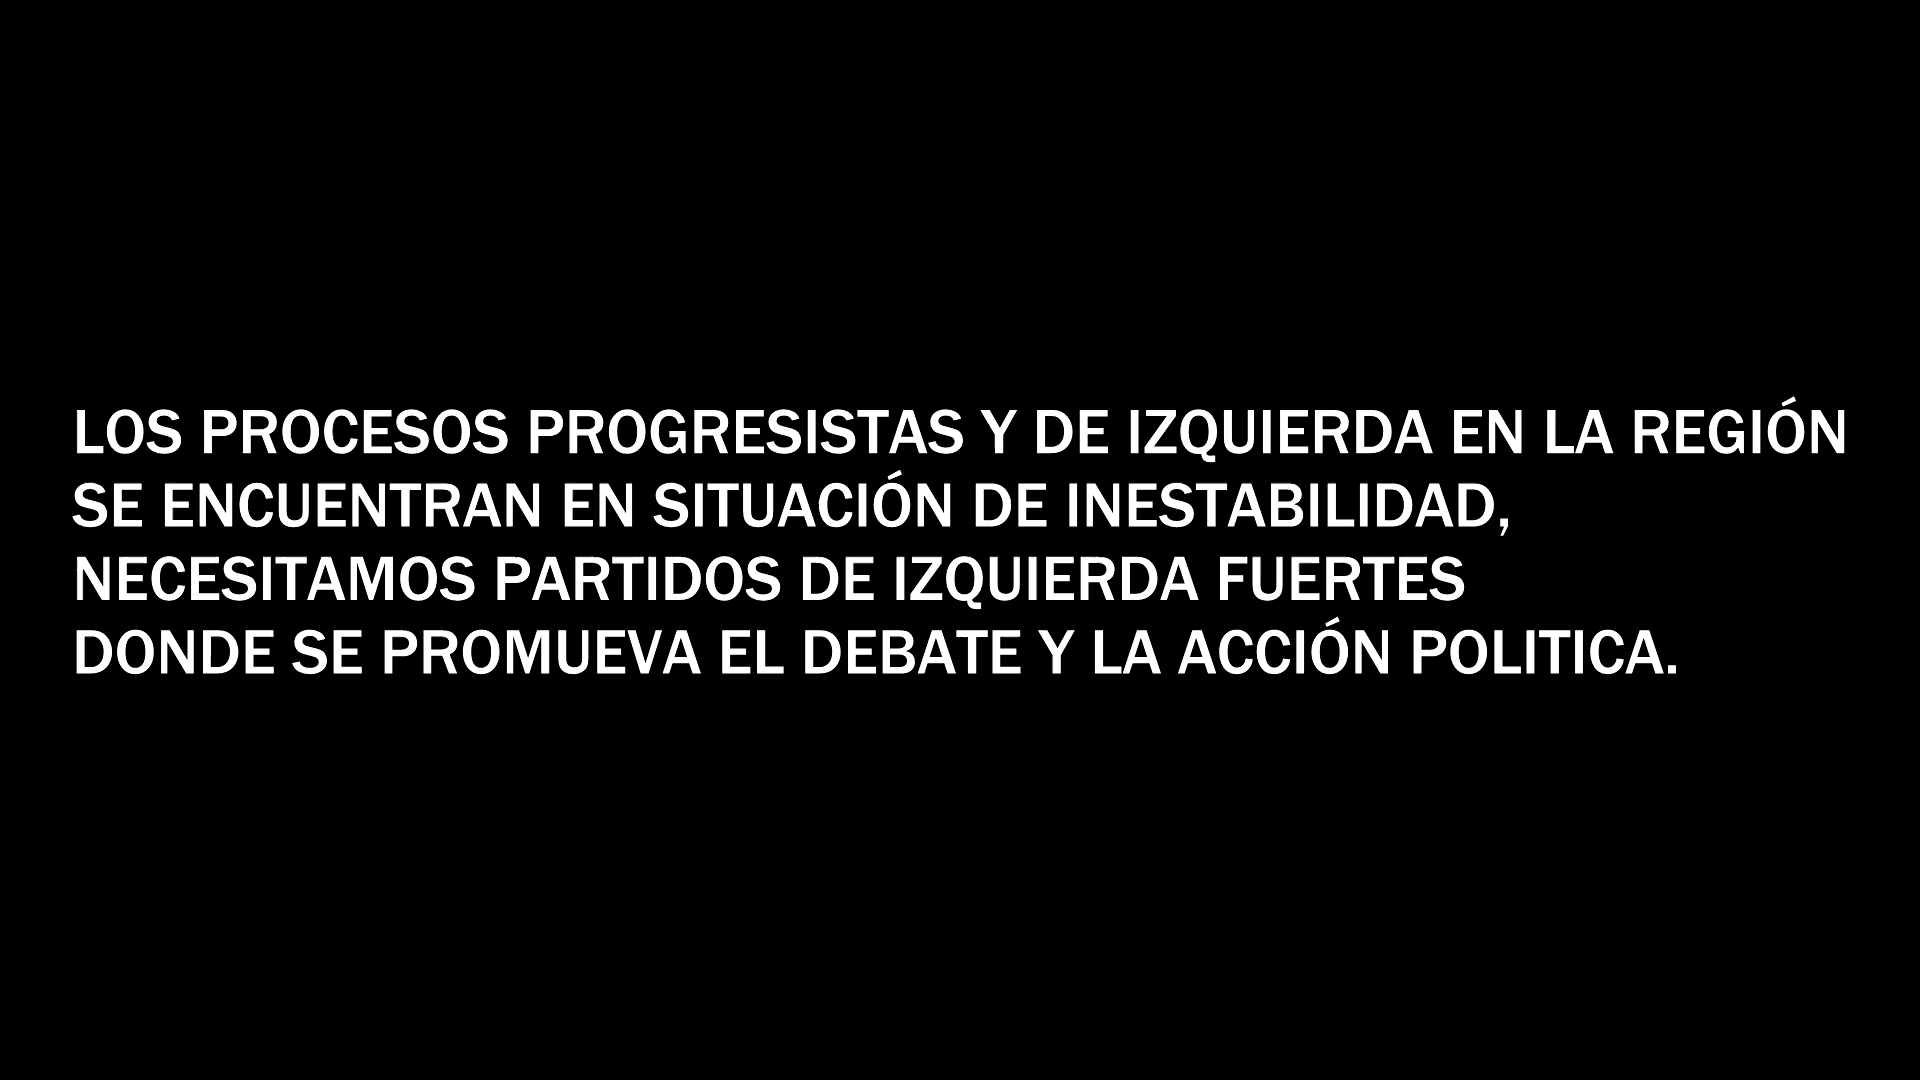 LOS PROCESOS PROGRESISTAS Y DE IZQUIERDA EN LA REGIÓN
SE ENCUENTRAN EN SITUACIÓN DE INESTABILIDAD,
NECESITAMOS PARTIDOS DE IZQUIERDA FUERTES
DONDE SE PROMUEVA EL DEBATE Y LA ACCIÓN POLITICA.